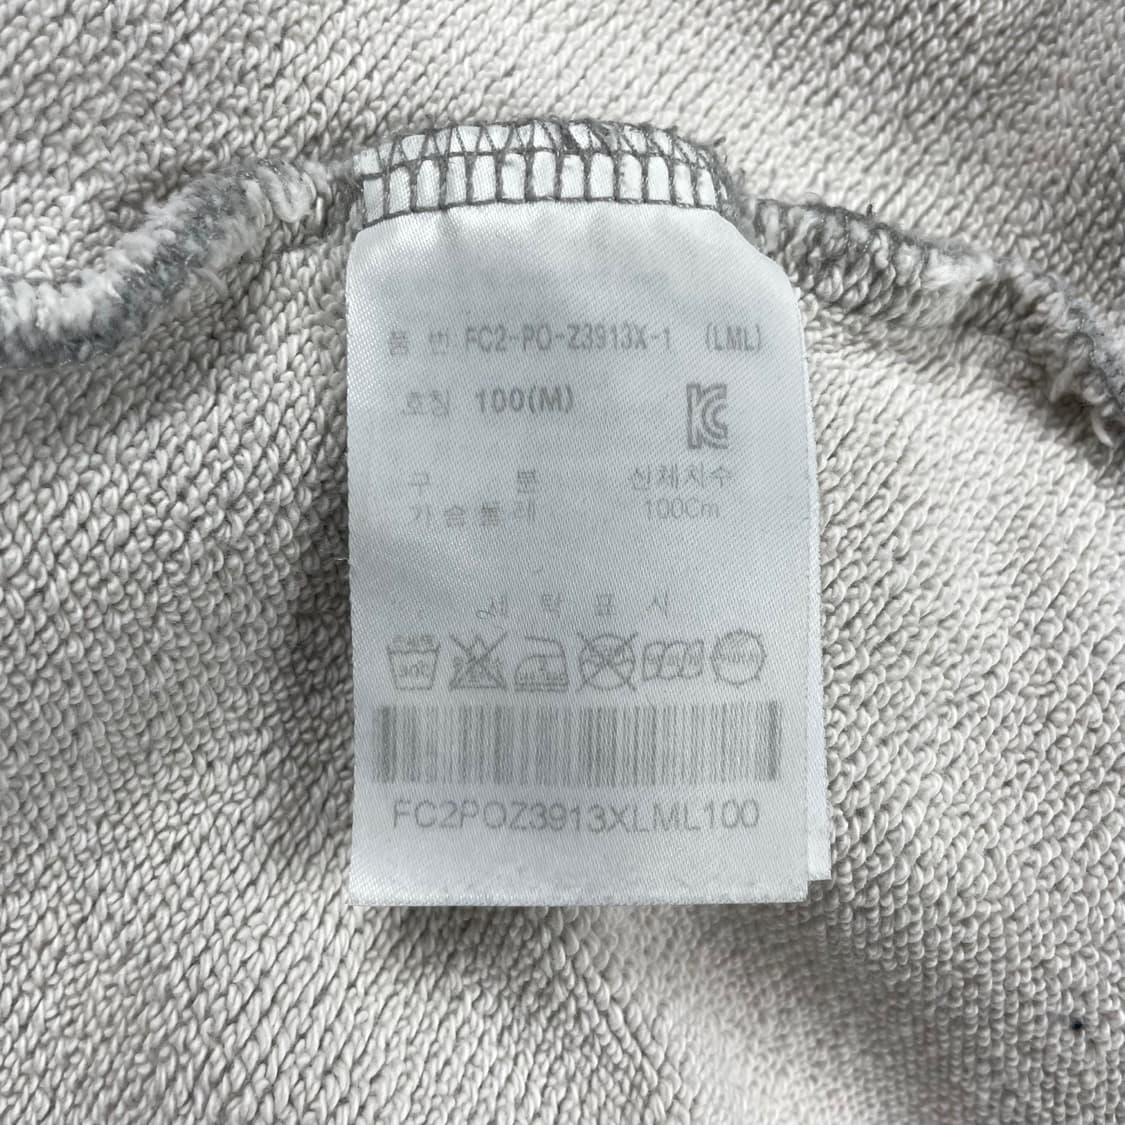 품 번 FC2-PO-Z3913X-1 (LML)
호칭 100(M)
구 분 신체치수
가슴둘레 100Cm
세 탁 표 시
FC2POZ3913XLML100